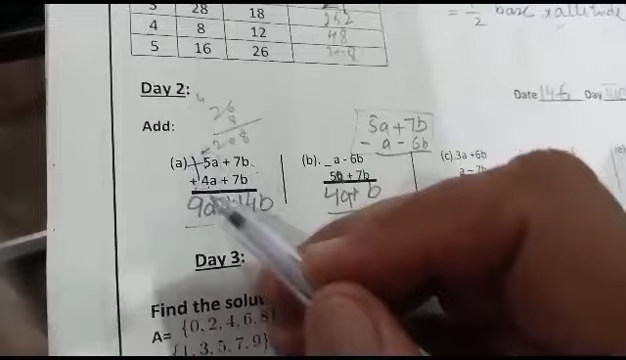 3 28 18 252
= 1/2 base x altitude
4 8 12 48
5 16 26 208
Day 2:
Date 14-6 Day
26
8
208
5a+7b
- a - 6b
Add:
(a). 5a + 7b
+ 4a + 7b
9a+14b
(b). _ a - 6b
5a + 7b
4a+ b
(c). 3a +6b
a - 7b
Day 3:
Find the solu
A= {0, 2, 4, 6, 8}
{1, 3, 5, 7, 9}